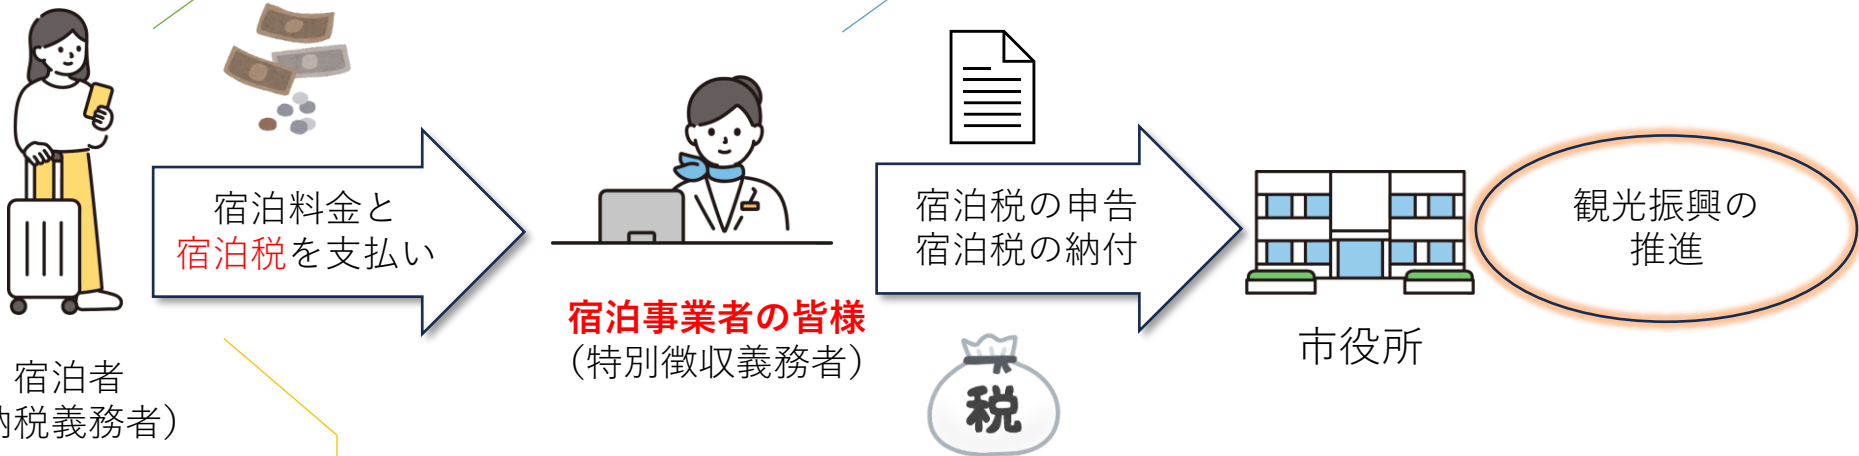 宿泊料金と
宿泊税を支払い
宿泊者
納税義務者）
宿泊事業者の皆様
（特別徴収義務者）
宿泊税の申告
宿泊税の納付
税
市役所
観光振興の
推進